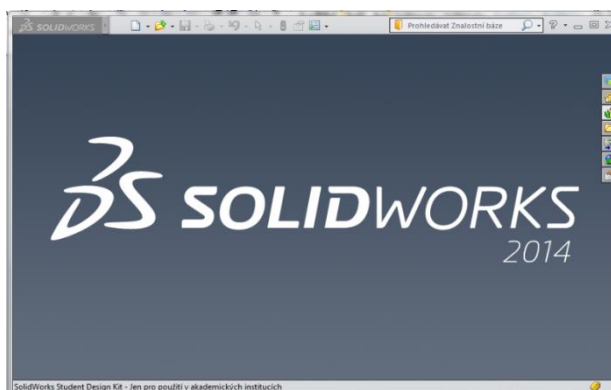 SOLIDWORKS
Prohledávat Znalostní báze
SOLIDWORKS
2014
SolidWorks Student Design Kit - Jen pro použití v akademických institucích